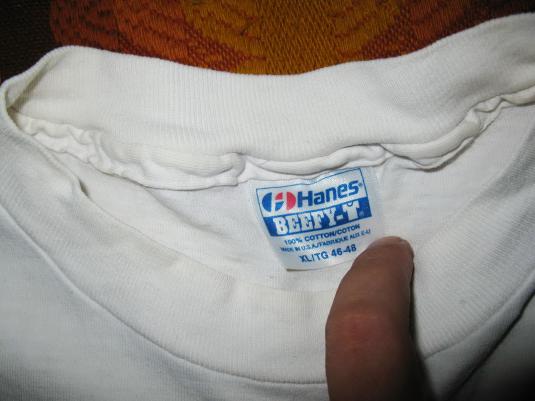 Hanes®
BEEFY-T®
100% COTTON/COTON
MADE IN U.S.A./FABRIQUE AUX E-U
XL/TG 46-48